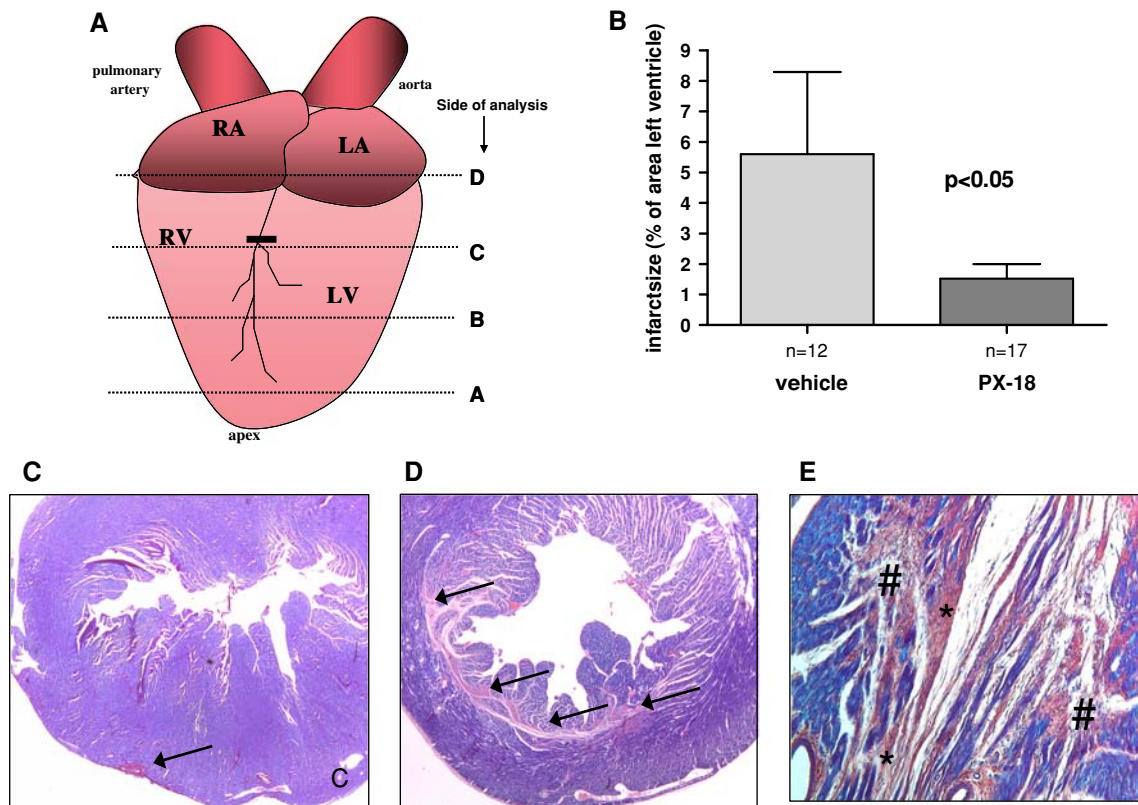 A
pulmonary
artery
aorta
Side of analysis
RA
LA
D
RV
C
LV
B
A
apex
B
infarctsize (% of area left ventricle)
9
8
7
6
5
4
3
2
1
0
p<0.05
n=12
n=17
vehicle
PX-18
C
C
D
E
#
*
#
*